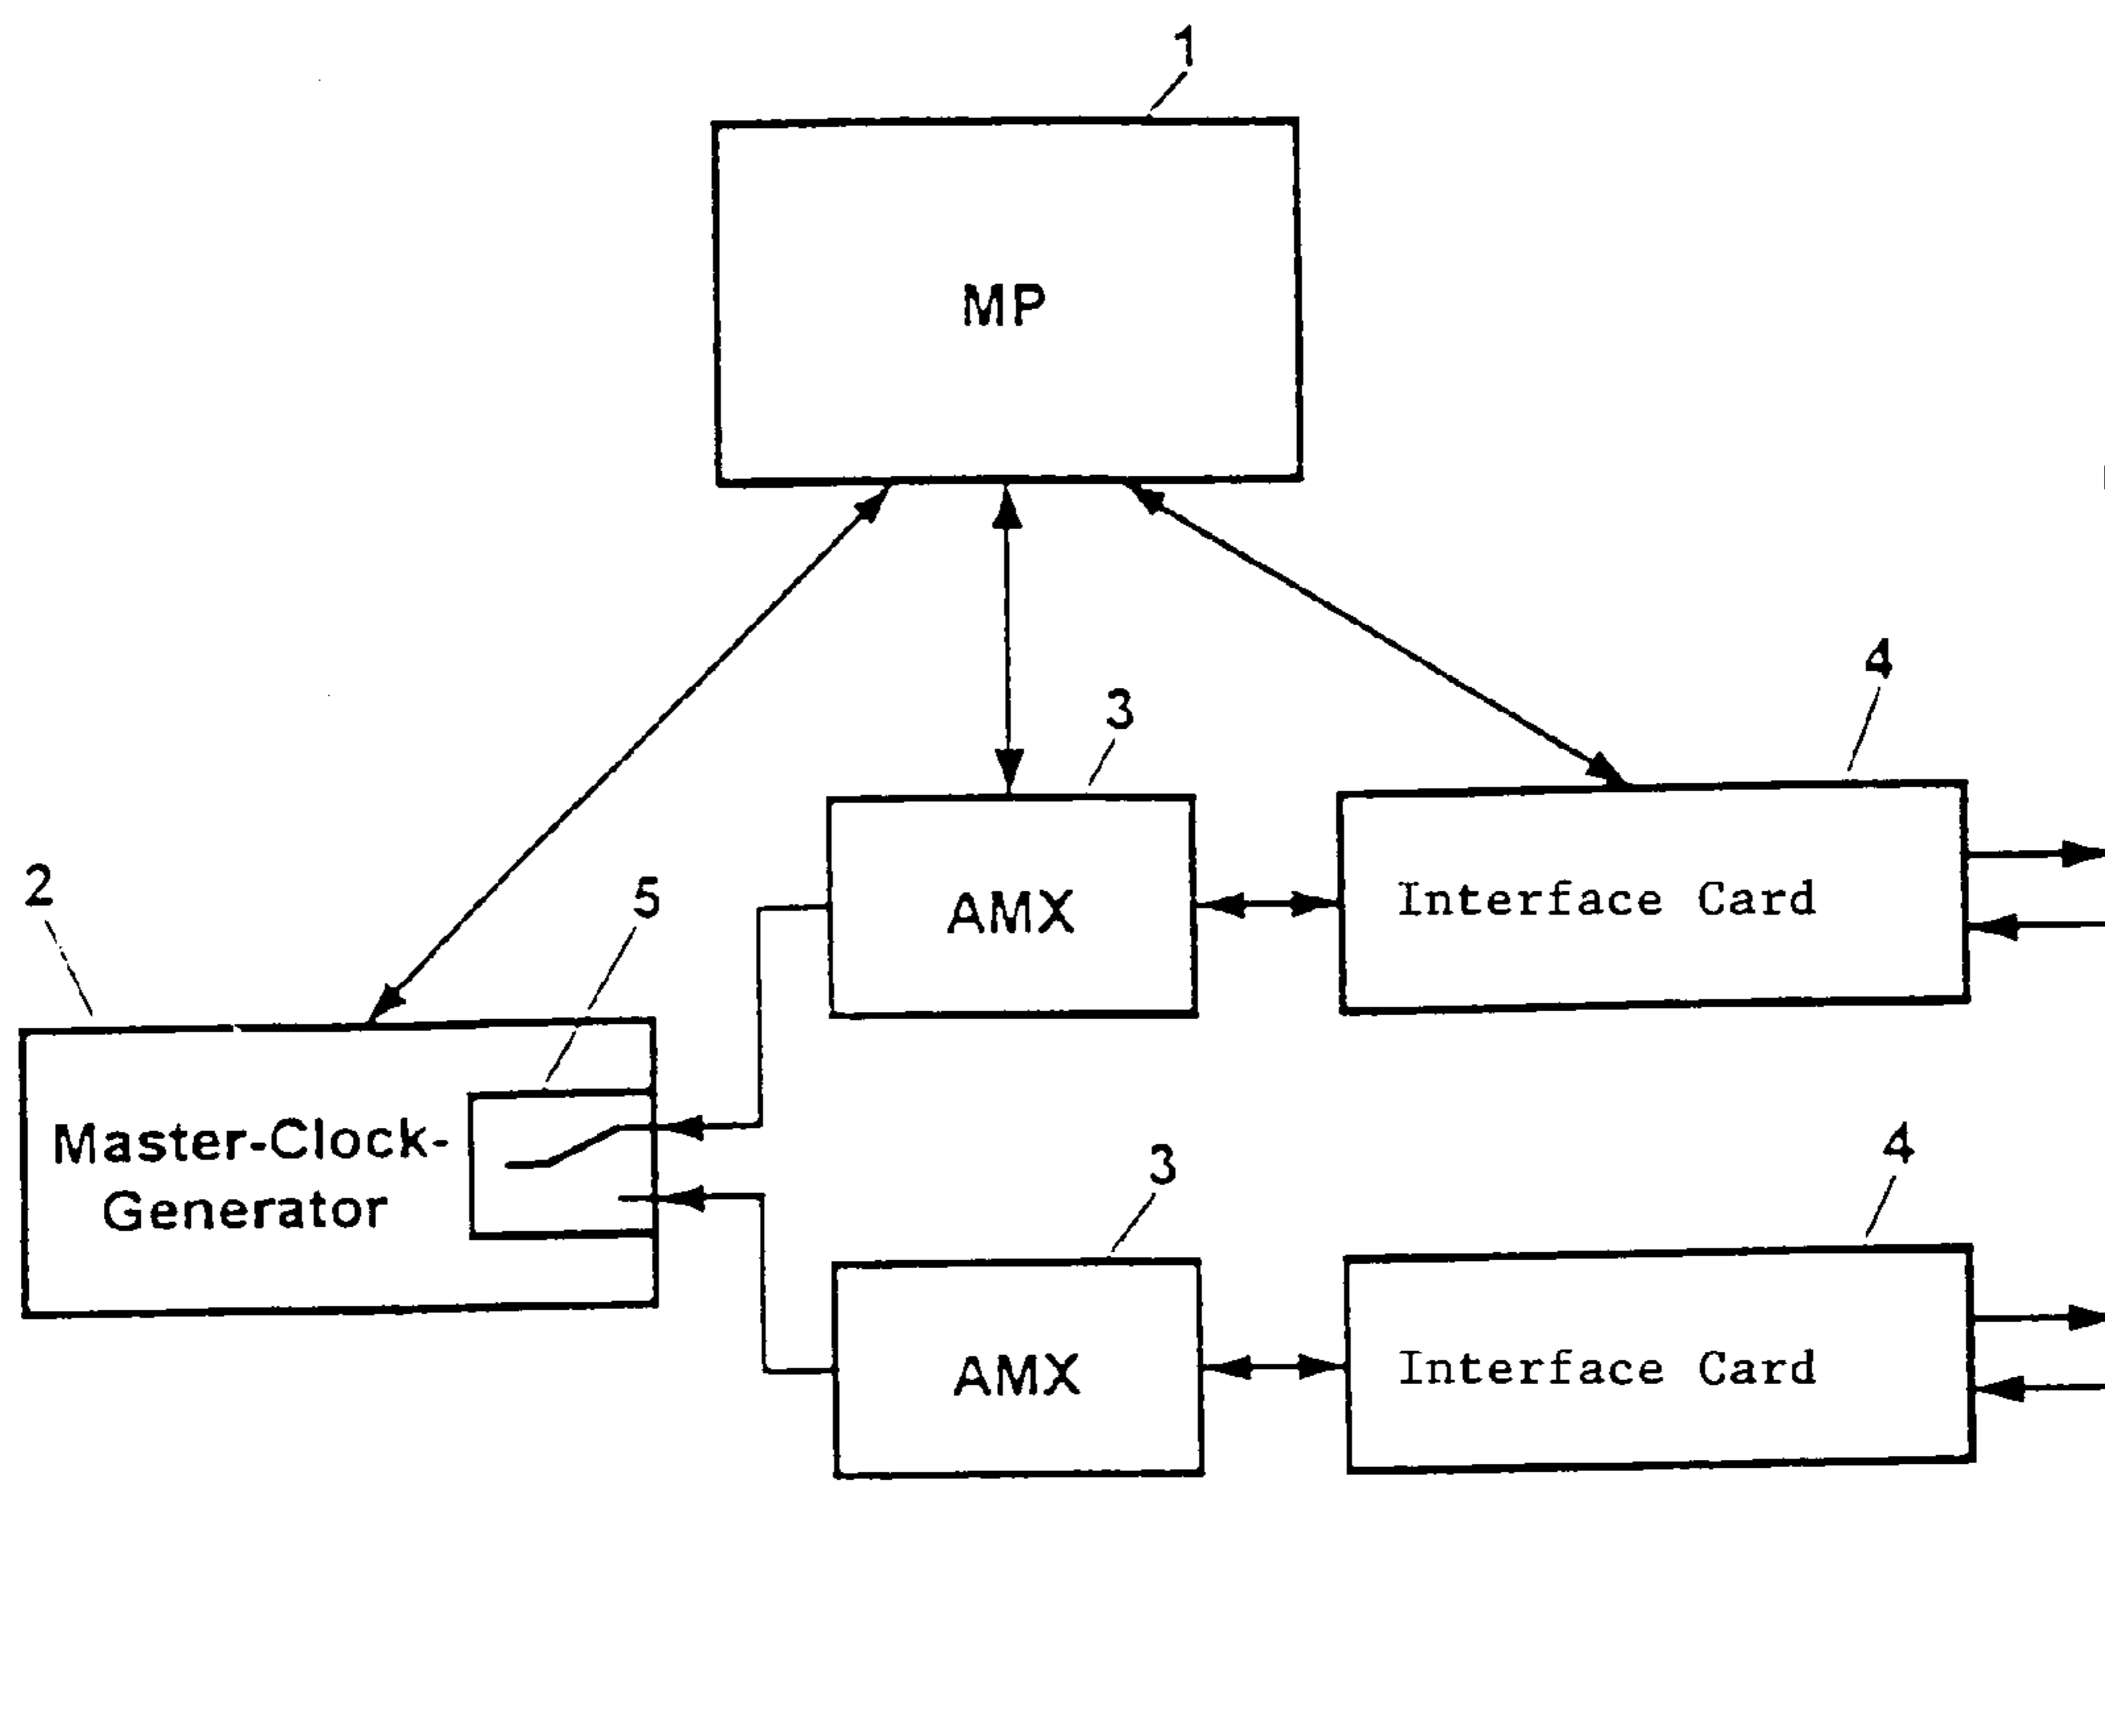 1
MP
4
3
2
5
AMX
Interface Card
Master-Clock-
Generator
3
4
AMX
Interface Card